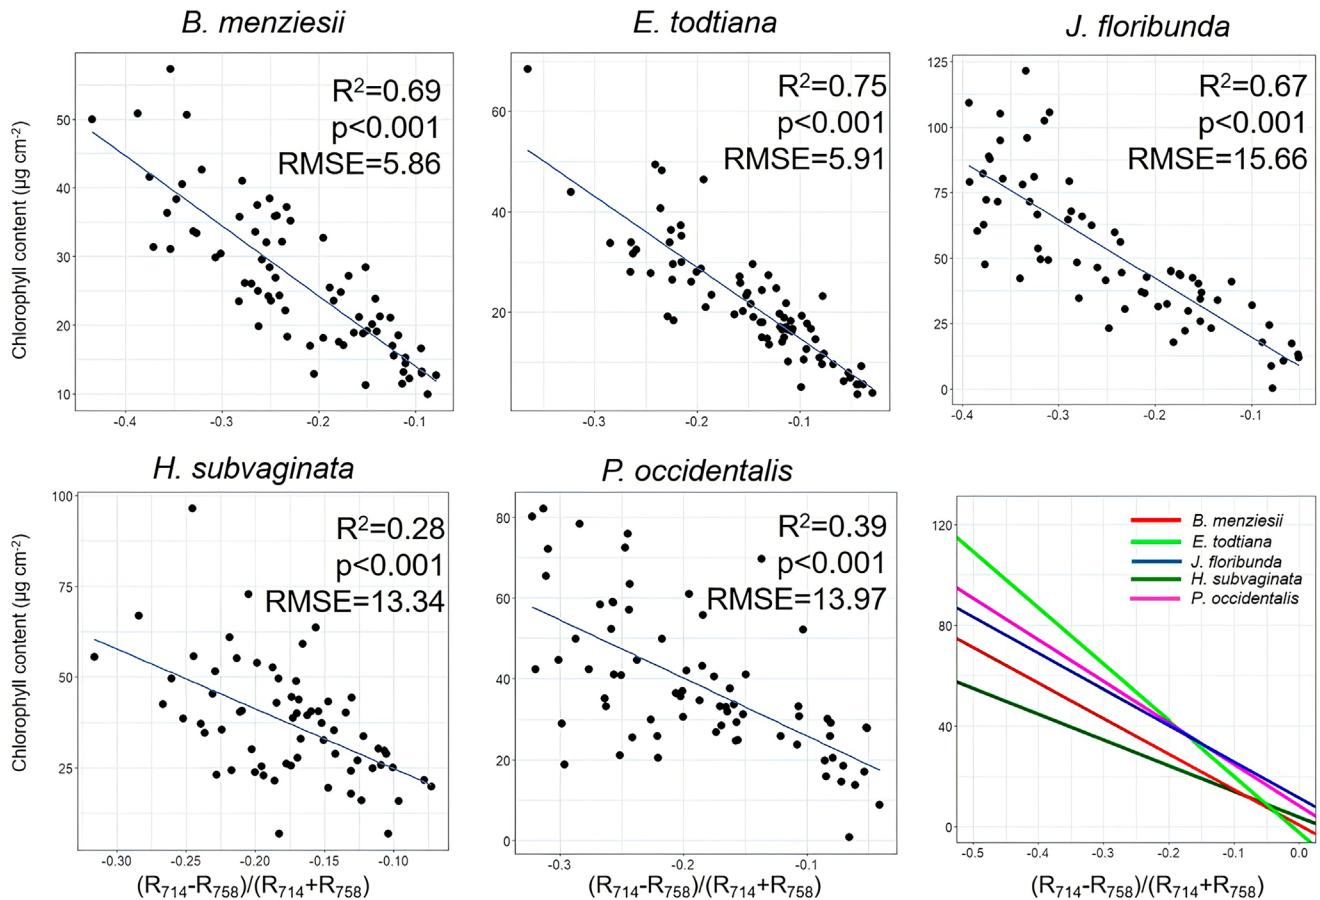 B. menziesii
E. todtiana
J. floribunda
Chlorophyll content (µg cm⁻²)
50
40
30
20
10
-0.4
-0.3
-0.2
-0.1
R²=0.69
p<0.001
RMSE=5.86
60
40
20
-0.3
-0.2
-0.1
R²=0.75
p<0.001
RMSE=5.91
125
100
75
50
25
0
-0.4
-0.3
-0.2
-0.1
R²=0.67
p<0.001
RMSE=15.66
H. subvaginata
P. occidentalis
Chlorophyll content (µg cm⁻²)
100
75
50
25
-0.30
-0.25
-0.20
-0.15
-0.10
R²=0.28
p<0.001
RMSE=13.34
(R₇₁₄-R₇₅₈)/(R₇₁₄+R₇₅₈)
80
60
40
20
0
-0.3
-0.2
-0.1
R²=0.39
p<0.001
RMSE=13.97
(R₇₁₄-R₇₅₈)/(R₇₁₄+R₇₅₈)
120
80
40
0
-0.5
-0.4
-0.3
-0.2
-0.1
0.0
B. menziesii
E. todtiana
J. floribunda
H. subvaginata
P. occidentalis
(R₇₁₄-R₇₅₈)/(R₇₁₄+R₇₅₈)